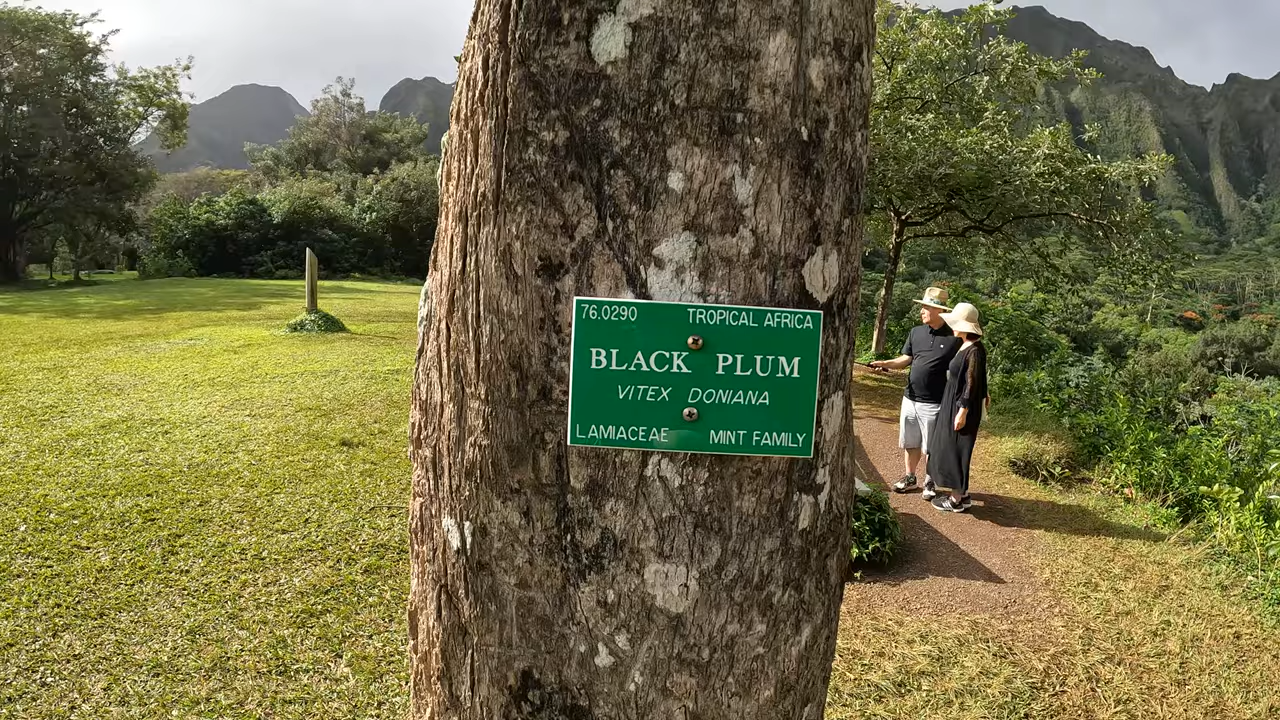 76.0290 TROPICAL AFRICA
BLACK PLUM
VITEX DONIANA
LAMIACEAE MINT FAMILY